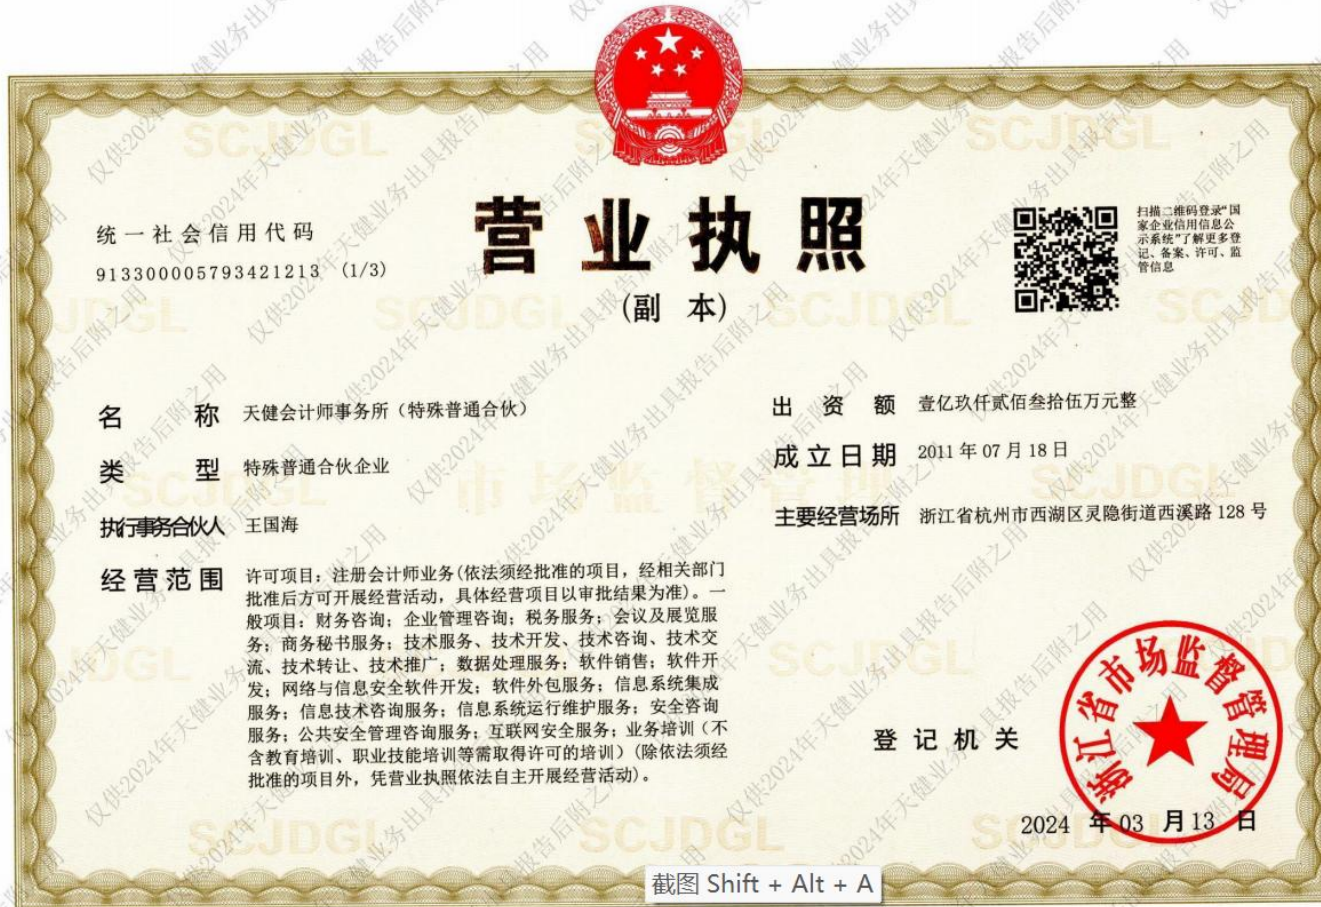 营业执照
(副 本)
统一社会信用代码
913300005793421213 (1/3)
扫描二维码登录"国
家企业信用信息公
示系统"了解更多登
记、备案、许可、监
管信息
名 称 天健会计师事务所（特殊普通合伙）
类 型 特殊普通合伙企业
执行事务合伙人 王国海
经营范围 许可项目：注册会计师业务(依法须经批准的项目，经相关部门
批准后方可开展经营活动，具体经营项目以审批结果为准)。一
般项目：财务咨询；企业管理咨询；税务服务；会议及展览服
务；商务秘书服务；技术服务、技术开发、技术咨询、技术交
流、技术转让、技术推广；数据处理服务；软件销售；软件开
发；网络与信息安全软件开发；软件外包服务；信息系统集成
服务；信息技术咨询服务；信息系统运行维护服务；安全咨询
服务；公共安全管理咨询服务；互联网安全服务；业务培训（不
含教育培训、职业技能培训等需取得许可的培训）(除依法须经
批准的项目外，凭营业执照依法自主开展经营活动)。
出 资 额 壹亿玖仟贰佰叁拾伍万元整
成立日期 2011 年 07 月 18 日
主要经营场所 浙江省杭州市西湖区灵隐街道西溪路 128 号
登记机关
浙江省市场监督管理局
2024 年 03 月 13 日
SCJDGL
市场监督管理
仅供2024年天健业务出具报告后附之用
截图 Shift + Alt + A